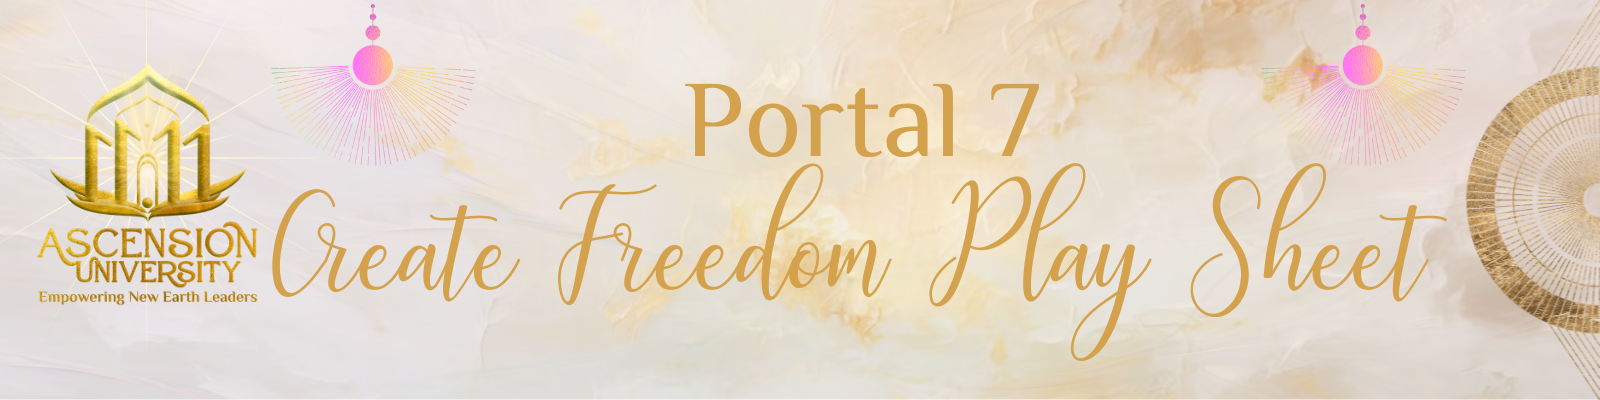 Portal 7
Create Freedom Play Sheet
ASCENSION
UNIVERSITY
Empowering New Earth Leaders